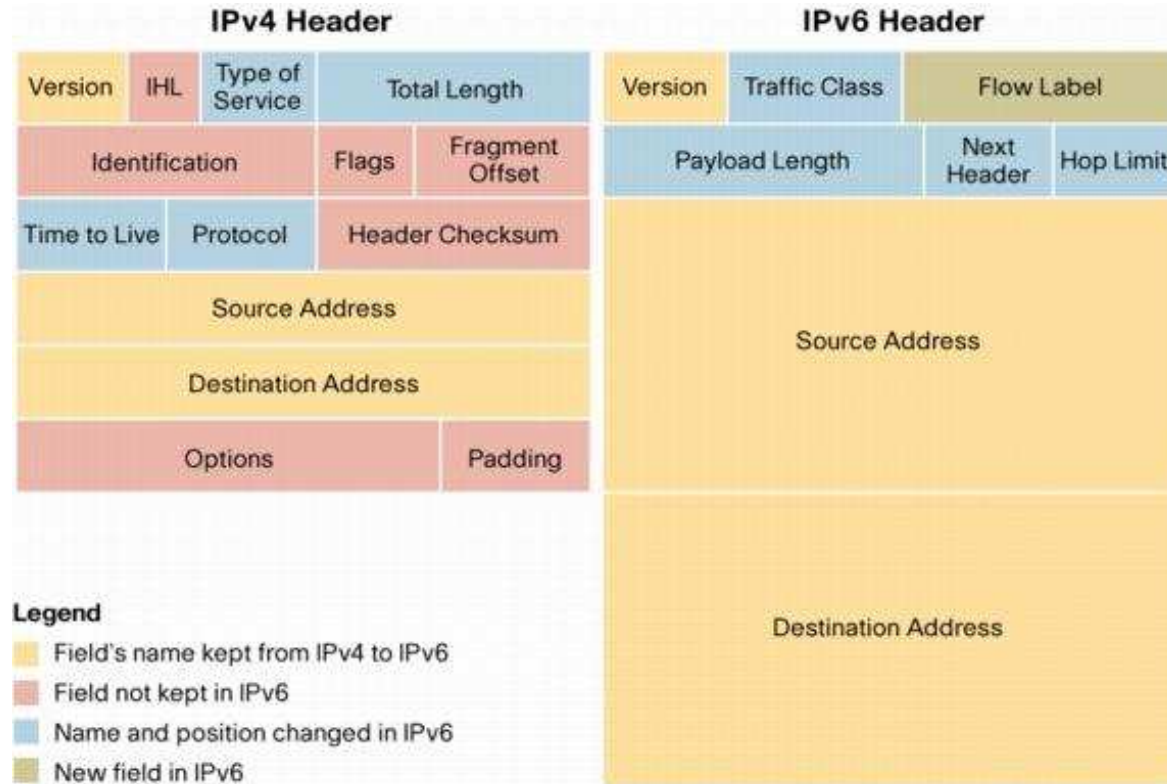 IPv4 Header
IPv6 Header
Version
IHL
Type of
Service
Total Length
Identification
Flags
Fragment
Offset
Time to Live
Protocol
Header Checksum
Source Address
Destination Address
Options
Padding
Version
Traffic Class
Flow Label
Payload Length
Next
Header
Hop Limit
Source Address
Destination Address
Legend
Field's name kept from IPv4 to IPv6
Field not kept in IPv6
Name and position changed in IPv6
New field in IPv6